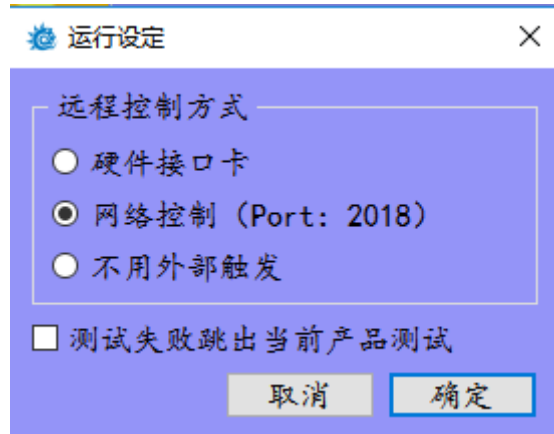 运行设定
远程控制方式
硬件接口卡
网络控制（Port: 2018）
不用外部触发
测试失败跳出当前产品测试
取消 确定